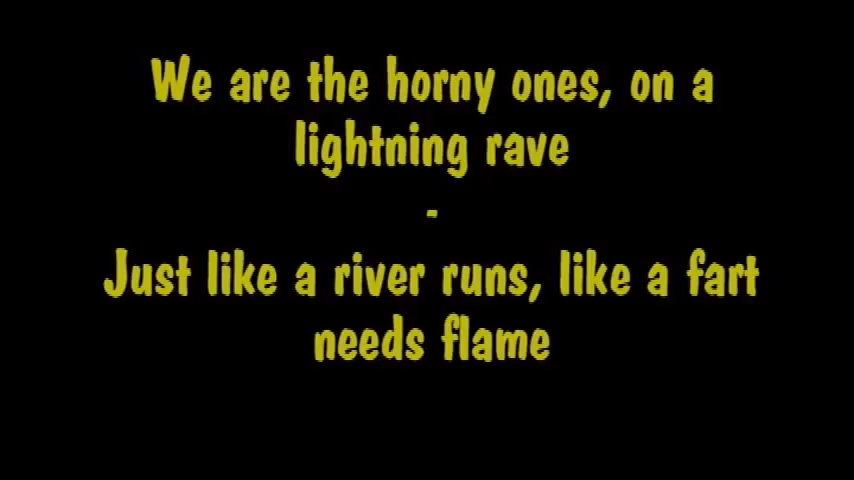 We are the horny ones, on a
lightning rave
-
Just like a river runs, like a fart
needs flame